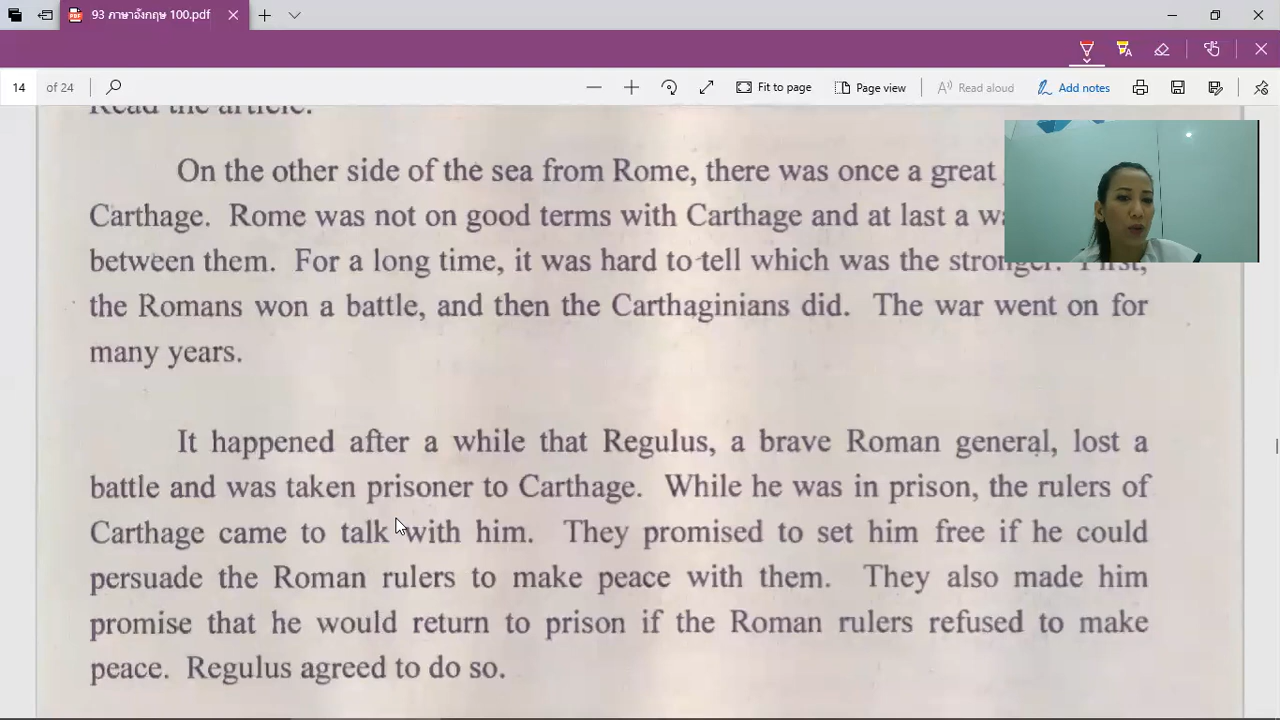 93 ภาษาอังกฤษ 100.pdf
14 of 24 Fit to page Page view Read aloud Add notes
Read the article.
On the other side of the sea from Rome, there was once a great
Carthage. Rome was not on good terms with Carthage and at last a
between them. For a long time, it was hard to tell which was the stronger. First,
the Romans won a battle, and then the Carthaginians did. The war went on for
many years.
It happened after a while that Regulus, a brave Roman general, lost a
battle and was taken prisoner to Carthage. While he was in prison, the rulers of
Carthage came to talk with him. They promised to set him free if he could
persuade the Roman rulers to make peace with them. They also made him
promise that he would return to prison if the Roman rulers refused to make
peace. Regulus agreed to do so.